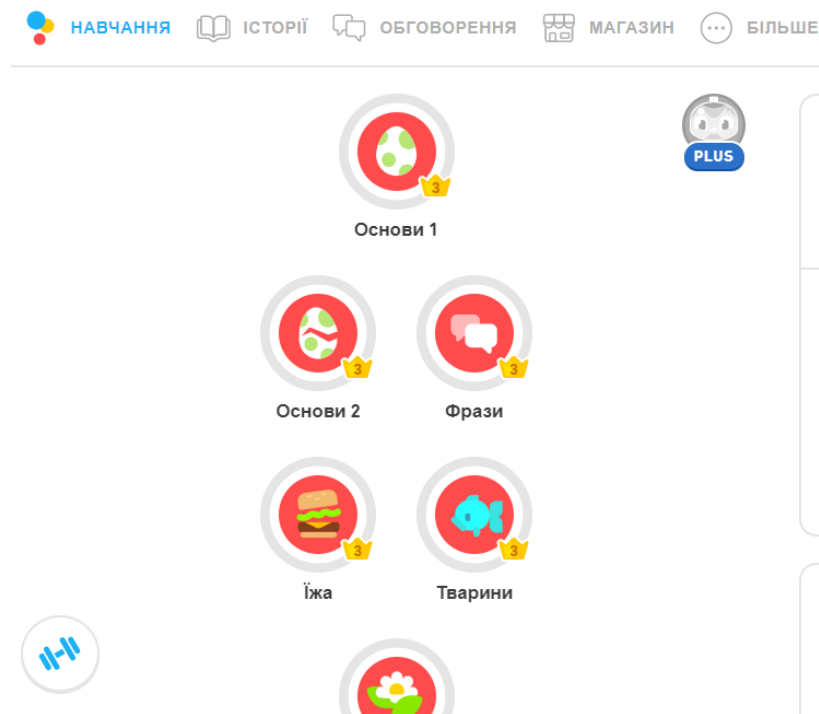 НАВЧАННЯ ІСТОРІЇ ОБГОВОРЕННЯ МАГАЗИН БІЛЬШЕ
PLUS
3
Основи 1
3 3
Основи 2 Фрази
3 3
Їжа Тварини